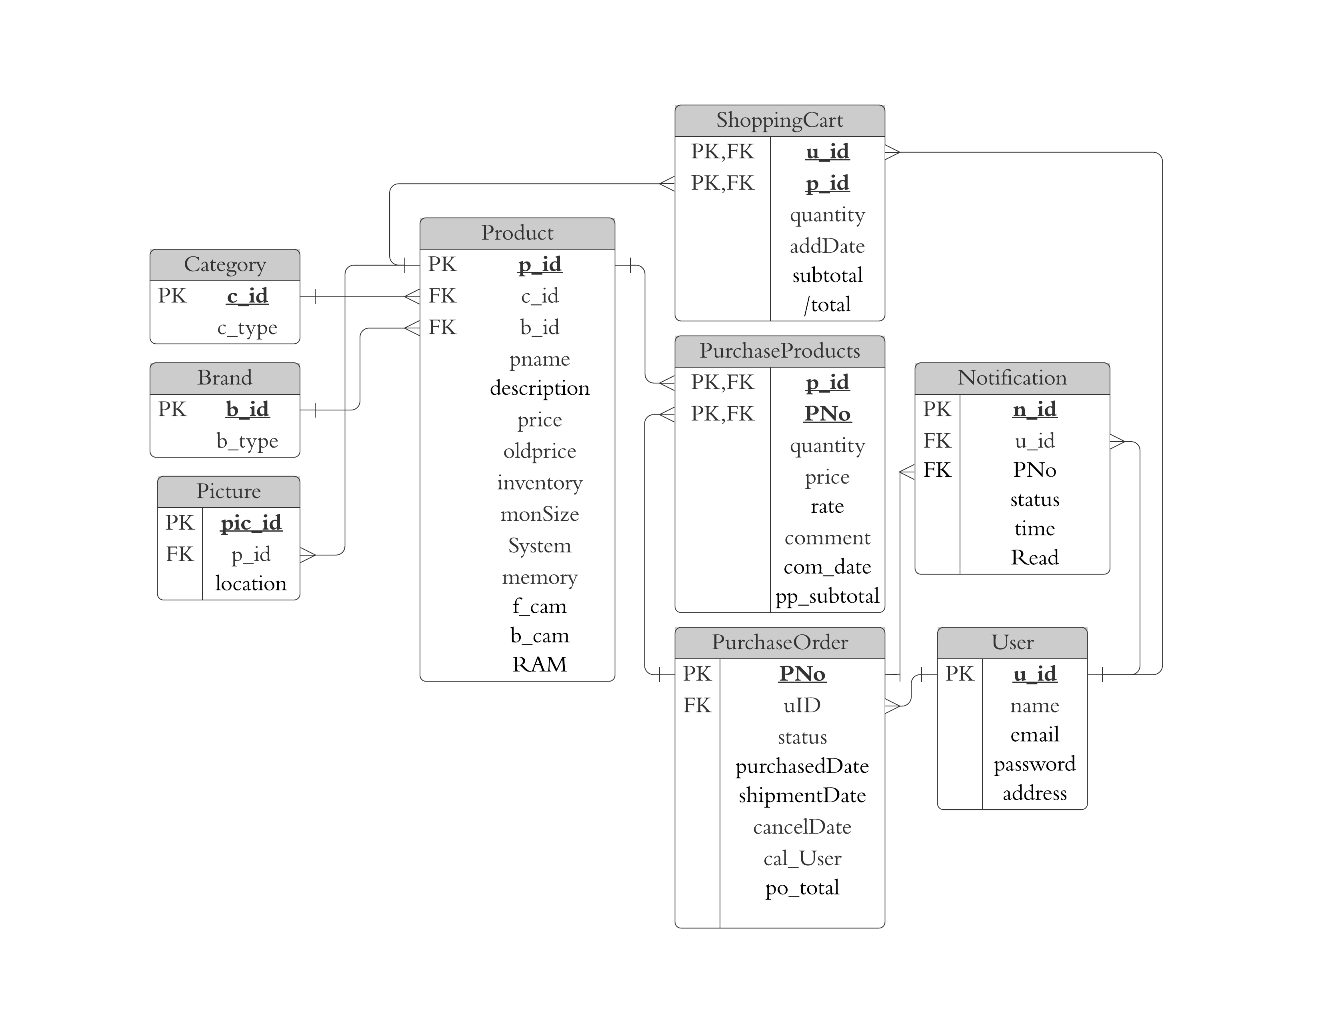 ShoppingCart
PK,FK u_id
PK,FK p_id
quantity
addDate
subtotal
/total
Product
PK p_id
FK c_id
FK b_id
pname
description
price
oldprice
inventory
monSize
System
memory
f_cam
b_cam
RAM
Category
PK c_id
c_type
Brand
PK b_id
b_type
Picture
PK pic_id
FK p_id
location
PurchaseProducts
PK,FK p_id
PK,FK PNo
quantity
price
rate
comment
com_date
pp_subtotal
Notification
PK n_id
FK u_id
FK PNo
status
time
Read
PurchaseOrder
PK PNo
FK uID
status
purchasedDate
shipmentDate
cancelDate
cal_User
po_total
User
PK u_id
name
email
password
address